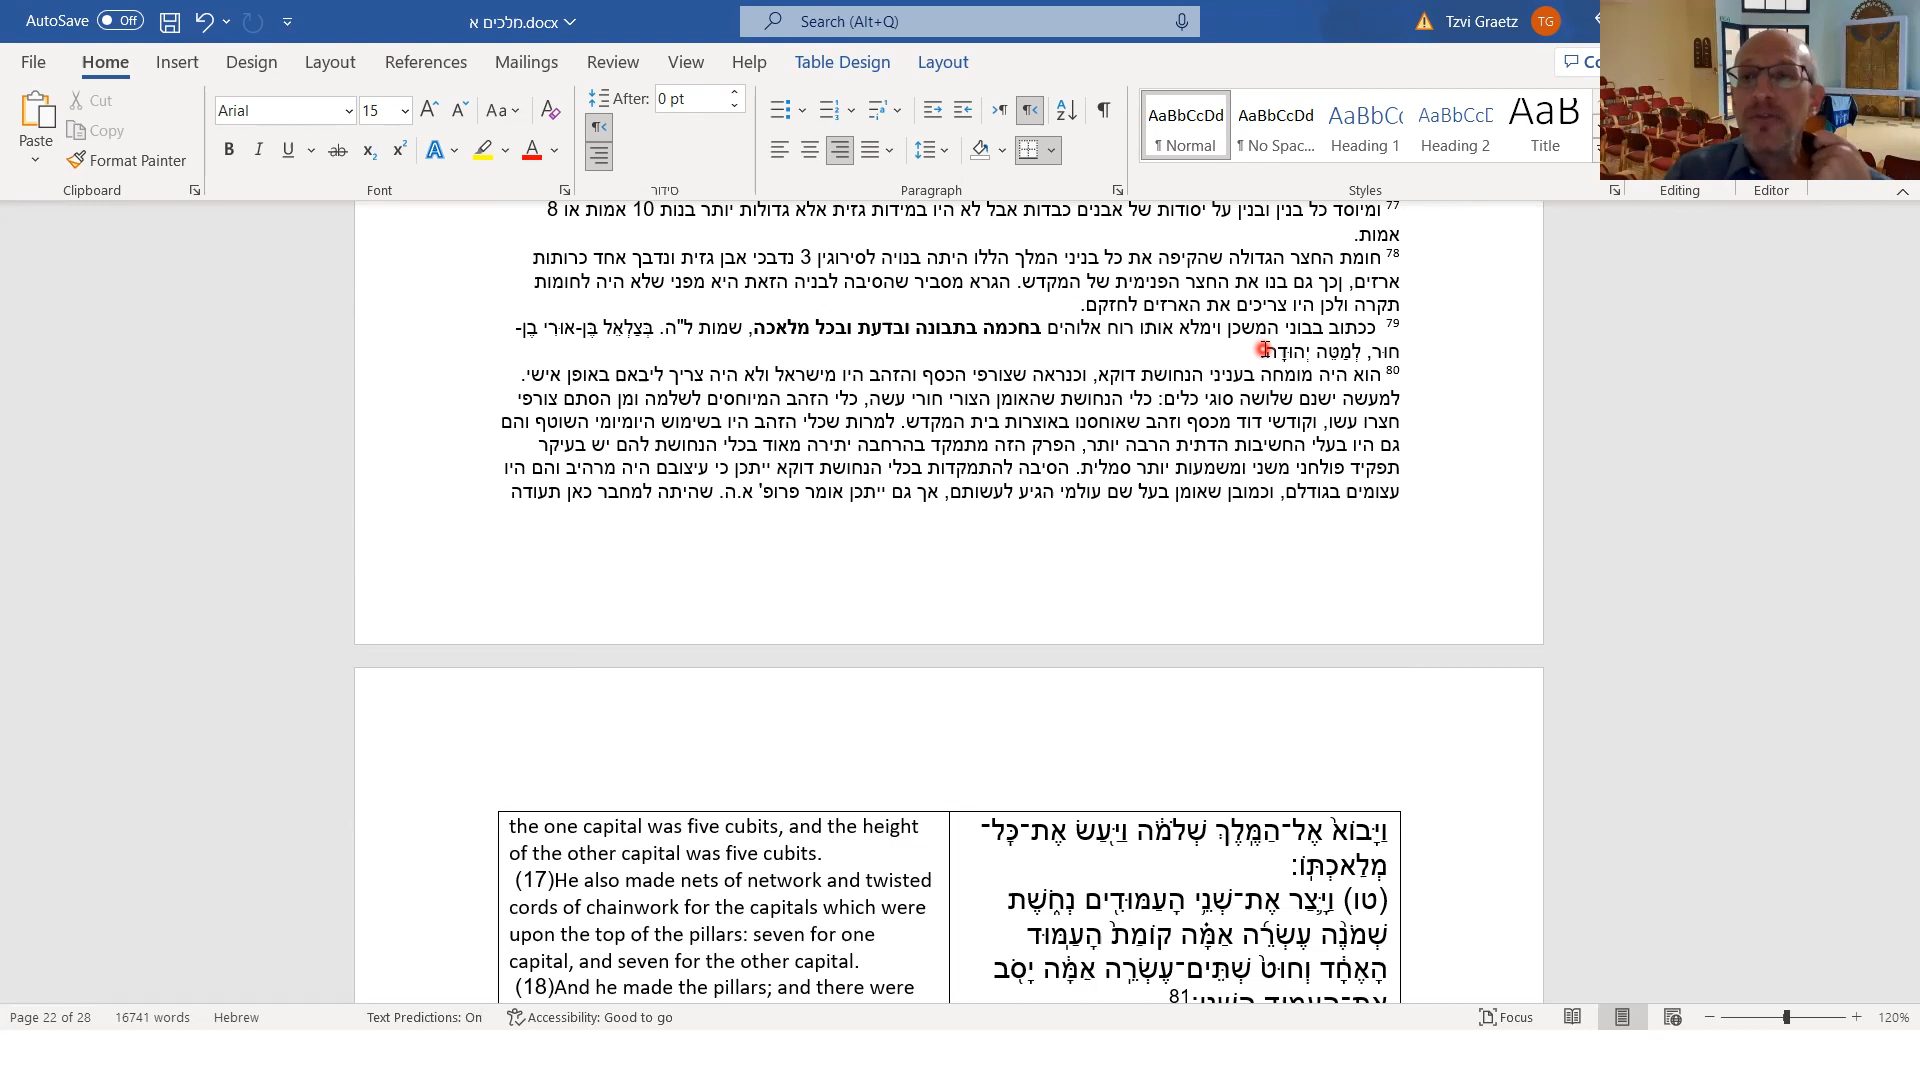 AutoSave Off
מלכים א.docx
Search (Alt+Q)
Tzvi Graetz TG
File Home Insert Design Layout References Mailings Review View Help Table Design Layout
Paste
Cut
Copy
Format Painter
Clipboard
Arial 15
Font
After: 0 pt
סידור
Paragraph
AaBbCcDd AaBbCcDd AaBbCc AaBbCcD AaB
¶ Normal ¶ No Spac... Heading 1 Heading 2 Title
Styles
Editing
Editor
77 ומיוסד כל בנין ובנין על יסודות של אבנים כבדות אבל לא היו במידות גזית אלא גדולות יותר בנות 10 אמות או 8
אמות.
78 חומת החצר הגדולה שהקיפה את כל בניני המלך הללו היתה בנויה לסירוגין 3 נדבכי אבן גזית ונדבך אחד כרותות
ארזים, וכך גם בנו את החצר הפנימית של המקדש. הגרא מסביר שהסיבה לבניה הזאת היא מפני שלא היה לחומות
תקרה ולכן היו צריכים את הארזים לחזקם.
79 ככתוב בבוני המשכן וימלא אותו רוח אלוהים בחכמה בתבונה ובדעת ובכל מלאכה, שמות ל"ה. בְּצַלְאֵל בֶּן-אוּרִי בֶן-
חוּר, לְמַטֵּה יְהוּדָה
80 הוא היה מומחה בעניני הנחושת דוקא, וכנראה שצורפי הכסף והזהב היו מישראל ולא היה צריך ליבאם באופן אישי.
למעשה ישנם שלושה סוגי כלים: כלי הנחושת שהאומן הצורי חורי עשה, כלי הזהב המיוחסים לשלמה ומן הסתם צורפי
חצרו עשו, וקודשי דוד מכסף וזהב שאוחסנו באוצרות בית המקדש. למרות שכלי הזהב היו בשימוש היומיומי השוטף והם
גם היו בעלי החשיבות הדתית הרבה יותר, הפרק הזה מתמקד בהרחבה יתירה מאוד בכלי הנחושת להם יש בעיקר
תפקיד פולחני משני ומשמעות יותר סמלית. הסיבה להתמקדות בכלי הנחושת דוקא ייתכן כי עיצובם היה מרהיב והם היו
עצומים בגודלם, וכמובן שאומן בעל שם עולמי הגיע לעשותם, אך גם ייתכן אומר פרופ' א.ה. שהיתה למחבר כאן תעודה
וַיָּבוֹא֙ אֶל־הַמֶּ֣לֶךְ שְׁלֹמֹ֔ה וַיַּ֖עַשׂ אֶת־כׇּל־
מְלַאכְתּֽוֹ׃
(טו) וַיָּ֛צַר אֶת־שְׁנֵ֥י הָעַמּוּדִ֖ים נְחֹ֑שֶׁת
שְׁמֹנֶ֨ה עֶשְׂרֵ֜ה אַמָּ֗ה קוֹמַת֙ הָעַמּ֣וּד
הָאֶחָ֔ד וְחוּט֙ שְׁתֵּים־עֶשְׂרֵ֣ה אַמָּ֔ה יָסֹ֖ב
אֶת־הָעַמּ֥וּד הַשֵּׁנִֽי׃81
the one capital was five cubits, and the height
of the other capital was five cubits.
(17)He also made nets of network and twisted
cords of chainwork for the capitals which were
upon the top of the pillars: seven for one
capital, and seven for the other capital.
(18)And he made the pillars; and there were
Page 22 of 28 16741 words Hebrew Text Predictions: On Accessibility: Good to go Focus 120%